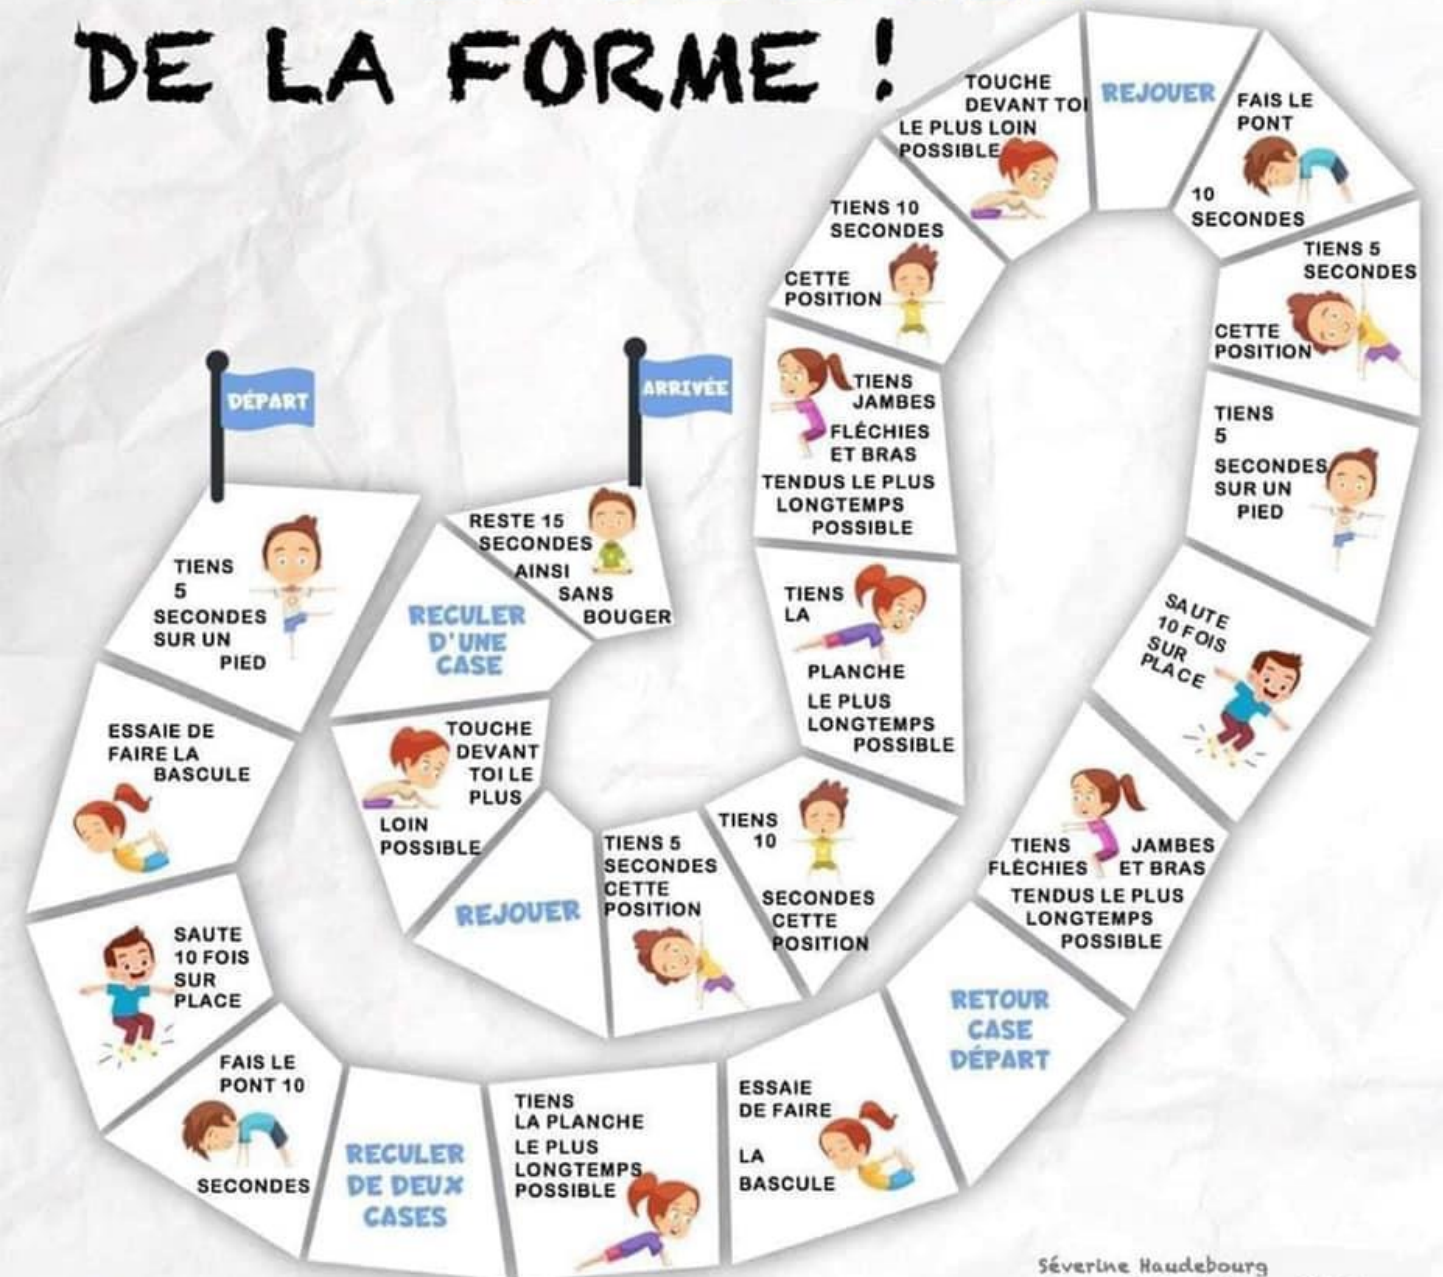 DE LA FORME !
DÉPART
TIENS
5
SECONDES
SUR UN
PIED
ESSAIE DE
FAIRE LA
BASCULE
SAUTE
10 FOIS
SUR
PLACE
FAIS LE
PONT 10
SECONDES
RECULER
DE DEUX
CASES
TIENS
LA PLANCHE
LE PLUS
LONGTEMPS
POSSIBLE
ESSAIE
DE FAIRE
LA
BASCULE
RETOUR
CASE
DÉPART
TIENS JAMBES
FLÉCHIES ET BRAS
TENDUS LE PLUS
LONGTEMPS
POSSIBLE
SAUTE
10 FOIS
SUR
PLACE
TIENS
5
SECONDES
SUR UN
PIED
TIENS 5
SECONDES
CETTE
POSITION
FAIS LE
PONT
10
SECONDES
REJOUER
TOUCHE
DEVANT TOI
LE PLUS LOIN
POSSIBLE
TIENS 10
SECONDES
CETTE
POSITION
TIENS
JAMBES
FLÉCHIES
ET BRAS
TENDUS LE PLUS
LONGTEMPS
POSSIBLE
TIENS
LA
PLANCHE
LE PLUS
LONGTEMPS
POSSIBLE
TIENS
10
SECONDES
CETTE
POSITION
TIENS 5
SECONDES
CETTE
POSITION
REJOUER
TOUCHE
DEVANT
TOI LE
PLUS
LOIN
POSSIBLE
RECULER
D'UNE
CASE
RESTE 15
SECONDES
AINSI
SANS
BOUGER
ARRIVÉE
Séverine Haudebourg